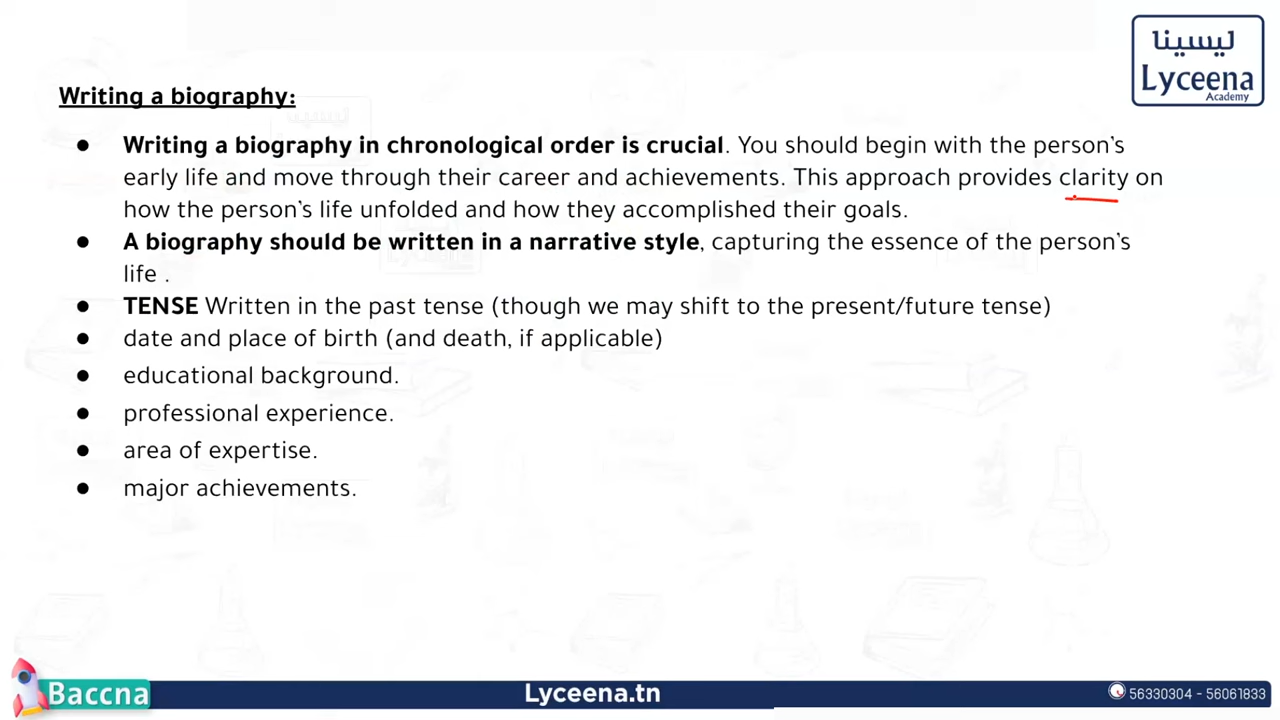 ليسينا
Lyceena
Academy
Writing a biography:
● Writing a biography in chronological order is crucial. You should begin with the person's
early life and move through their career and achievements. This approach provides clarity on
how the person's life unfolded and how they accomplished their goals.
● A biography should be written in a narrative style, capturing the essence of the person's
life .
● TENSE Written in the past tense (though we may shift to the present/future tense)
● date and place of birth (and death, if applicable)
● educational background.
● professional experience.
● area of expertise.
● major achievements.
Baccna
Lyceena.tn
56330304 - 56061833